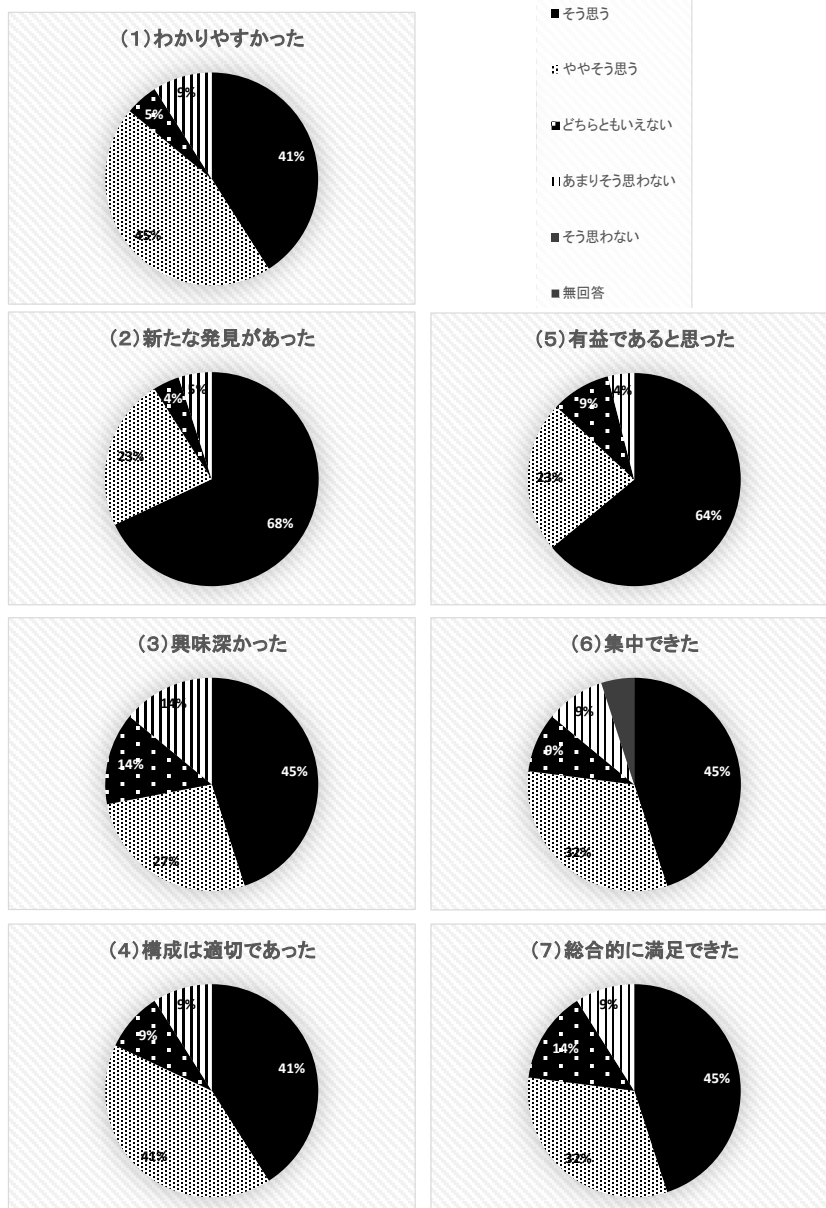 (1)わかりやすかった
9%
5%
41%
45%
そう思う
ややそう思う
どちらともいえない
あまりそう思わない
そう思わない
無回答
(2)新たな発見があった
5%
4%
23%
68%
(5)有益であると思った
4%
9%
23%
64%
(3)興味深かった
14%
14%
45%
27%
(6)集中できた
9%
9%
45%
32%
(4)構成は適切であった
9%
9%
41%
41%
(7)総合的に満足できた
9%
14%
45%
32%